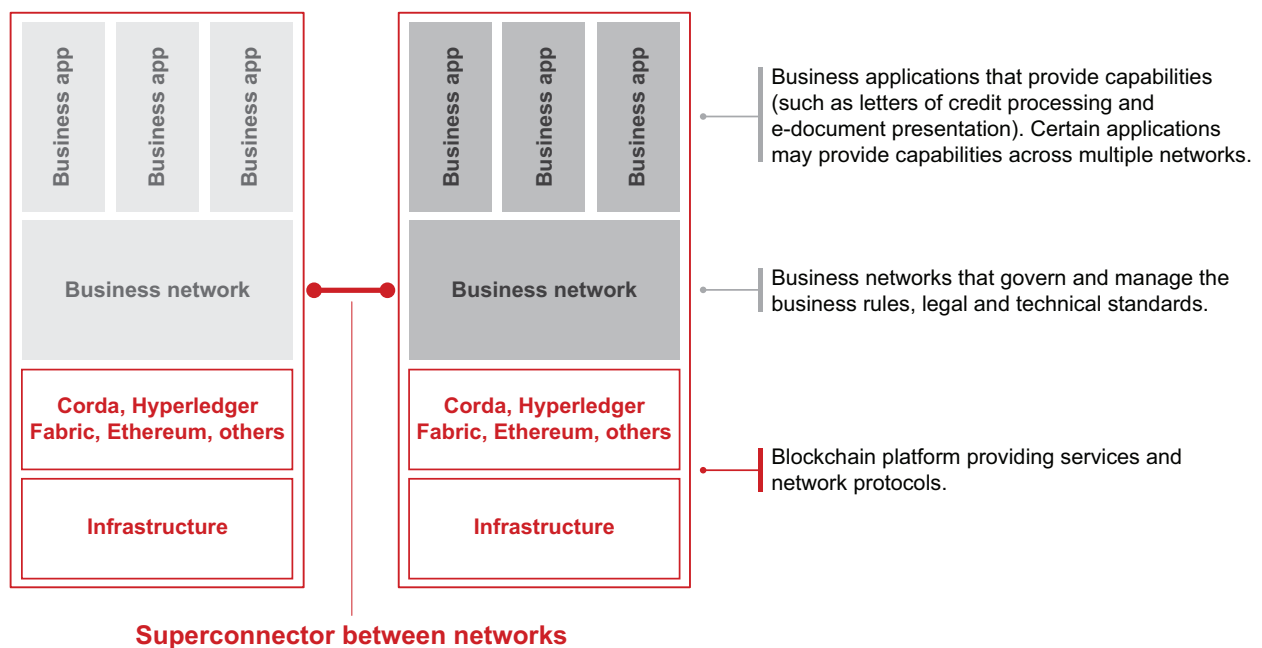 Business app
Business app
Business app
Business network
Corda, Hyperledger
Fabric, Ethereum, others
Infrastructure
Business app
Business app
Business app
Business network
Corda, Hyperledger
Fabric, Ethereum, others
Infrastructure
Superconnector between networks
Business applications that provide capabilities
(such as letters of credit processing and
e-document presentation). Certain applications
may provide capabilities across multiple networks.
Business networks that govern and manage the
business rules, legal and technical standards.
Blockchain platform providing services and
network protocols.